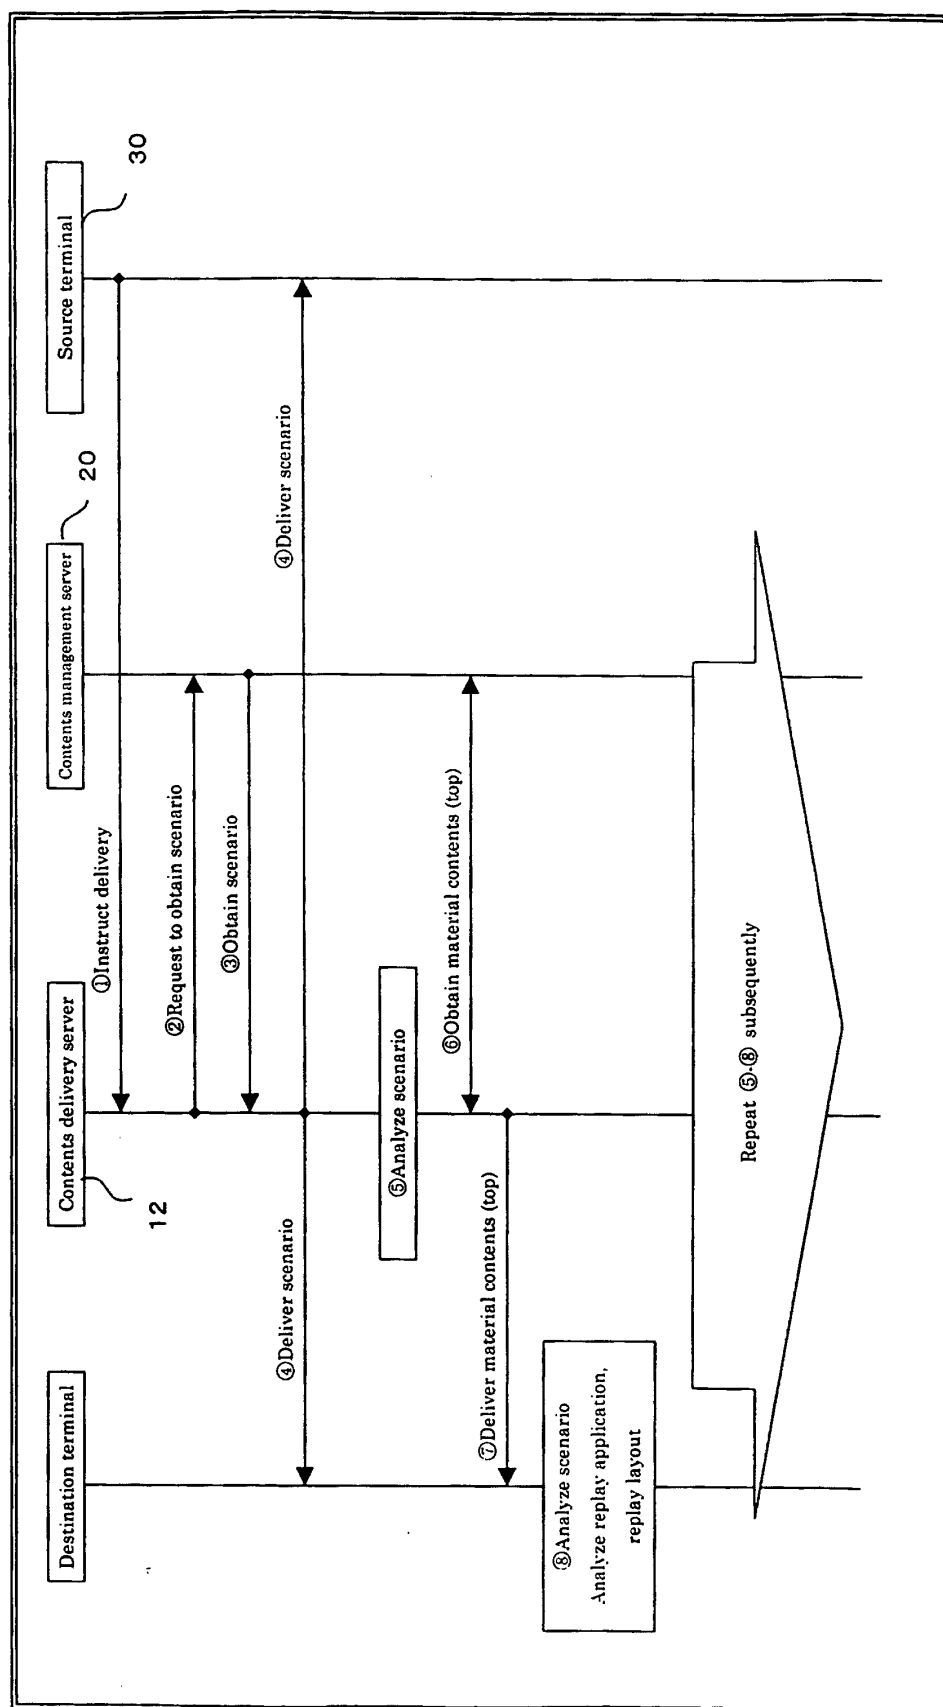 Destination terminal
Contents delivery server
Contents management server
Source terminal
12
20
30
①Instruct delivery
②Request to obtain scenario
③Obtain scenario
④Deliver scenario
④Deliver scenario
⑤Analyze scenario
⑥Obtain material contents (top)
⑦Deliver material contents (top)
⑧Analyze scenario
Analyze replay application,
replay layout
Repeat ⑤-⑧ subsequently